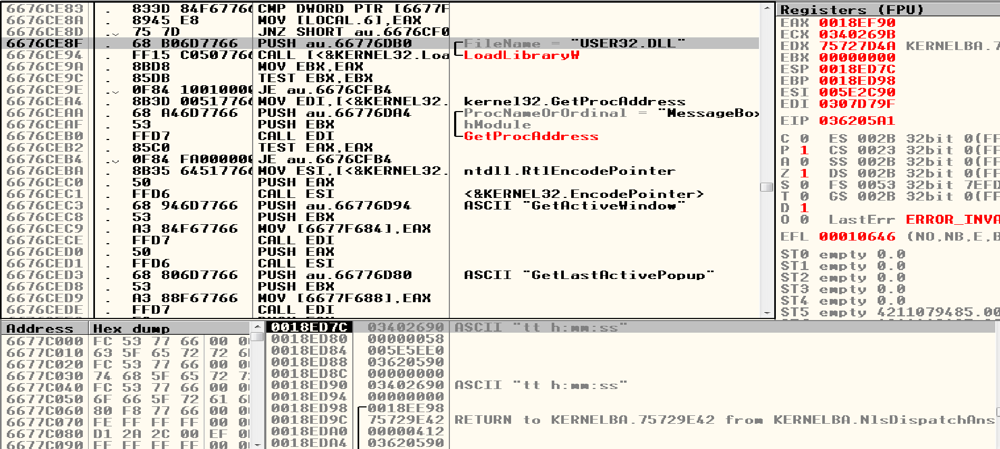 6676CE83 . 833D 84F67766 CMP DWORD PTR [6677F
6676CE8A . 8945 E8 MOV [LOCAL.6],EAX
6676CE8D . 75 7D JNZ SHORT au.6676CF0
6676CE8F . 68 B06D7766 PUSH au.66776DB0 FileName = "USER32.DLL"
6676CE94 . FF15 C0507766 CALL [<&KERNEL32.Loa LoadLibraryW
6676CE9A . 8BD8 MOV EBX,EAX
6676CE9C . 85DB TEST EBX,EBX
6676CE9E . 0F84 10010000 JE au.6676CFB4
6676CEA4 . 8B3D 00517766 MOV EDI,[<&KERNEL32. kernel32.GetProcAddress
6676CEAA . 68 A46D7766 PUSH au.66776DA4 ProcNameOrOrdinal = "MessageBox
6676CEAF . 53 PUSH EBX hModule
6676CEB0 . FFD7 CALL EDI GetProcAddress
6676CEB2 . 85C0 TEST EAX,EAX
6676CEB4 . 0F84 FA000000 JE au.6676CFB4
6676CEBA . 8B35 64517766 MOV ESI,[<&KERNEL32. ntdll.RtlEncodePointer
6676CEC0 . 50 PUSH EAX
6676CEC1 . FFD6 CALL ESI <&KERNEL32.EncodePointer>
6676CEC3 . 68 946D7766 PUSH au.66776D94 ASCII "GetActiveWindow"
6676CEC8 . 53 PUSH EBX
6676CEC9 . A3 84F67766 MOV [6677F684],EAX
6676CECE . FFD7 CALL EDI
6676CED0 . 50 PUSH EAX
6676CED1 . FFD6 CALL ESI
6676CED3 . 68 806D7766 PUSH au.66776D80 ASCII "GetLastActivePopup"
6676CED8 . 53 PUSH EBX
6676CED9 . A3 88F67766 MOV [6677F688],EAX
6676CEDE . FFD7 CALL EDI
Registers (FPU)
EAX 0018EF90
ECX 0340269B
EDX 75727D4A KERNELBA.7
EBX 00000000
ESP 0018ED7C
EBP 0018ED98
ESI 005E2C90
EDI 0307D79F
EIP 036205A1
C 0 ES 002B 32bit 0(FF
P 1 CS 0023 32bit 0(FF
A 0 SS 002B 32bit 0(FF
Z 1 DS 002B 32bit 0(FF
S 0 FS 0053 32bit 7EFD
T 0 GS 002B 32bit 0(FF
D 1
O 0 LastErr ERROR_INVA
EFL 00010646 (NO,NB,E,B
ST0 empty 0.0
ST1 empty 0.0
ST2 empty 0.0
ST3 empty 0.0
ST4 empty 0.0
ST5 empty 4211079485.00
Address Hex dump
6677C000 FC 53 77 66 00 0
6677C010 63 5F 65 72 72 6
6677C020 FC 53 77 66 00 0
6677C030 74 68 5F 65 72 7
6677C040 FC 53 77 66 00 0
6677C050 6F 66 5F 72 61 6
6677C060 80 F8 77 66 00 0
6677C070 FE FF FF FF 00 0
6677C080 D1 2A 2C 00 EF 0
6677C090 FF FF FF FF 00 0
0018ED7C 03402690 ASCII "tt h:mm:ss"
0018ED80 00000058
0018ED84 005E5EE0
0018ED88 03620590
0018ED8C 00000000
0018ED90 03402690 ASCII "tt h:mm:ss"
0018ED94 00000000
0018ED98 0018EE98
0018ED9C 75729E42 RETURN to KERNELBA.75729E42 from KERNELBA.NlsDispatchAns
0018EDA0 00000412
0018EDA4 03620590